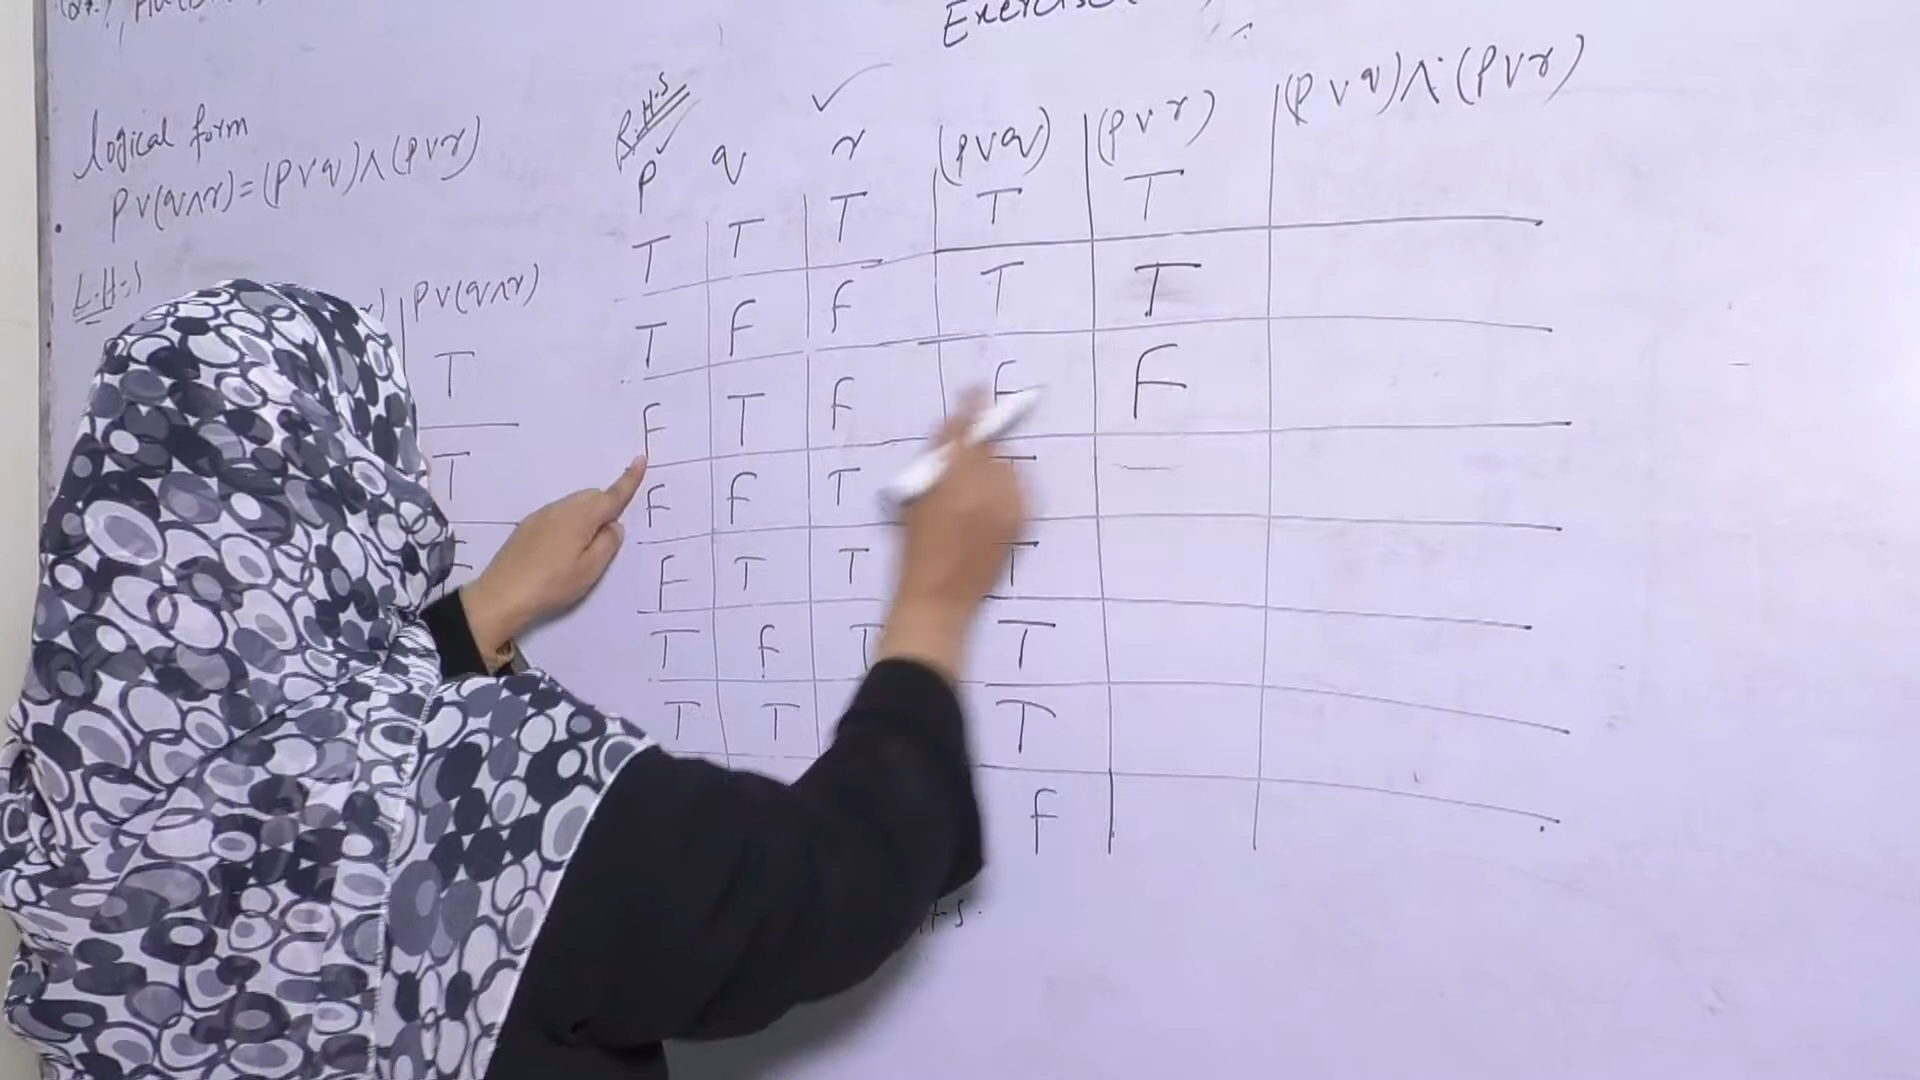 Exercise
logical form
P∨(q∧r)=(P∨q)∧(P∨r)
L.H.S
P∨(q∧r)
T
T
R.H.S
P q r (P∨q) (P∨r) (P∨q)∧(P∨r)
T T T T T
T F F T T
F T F F F
F F T T
F T T T
T F T T
T T T
F